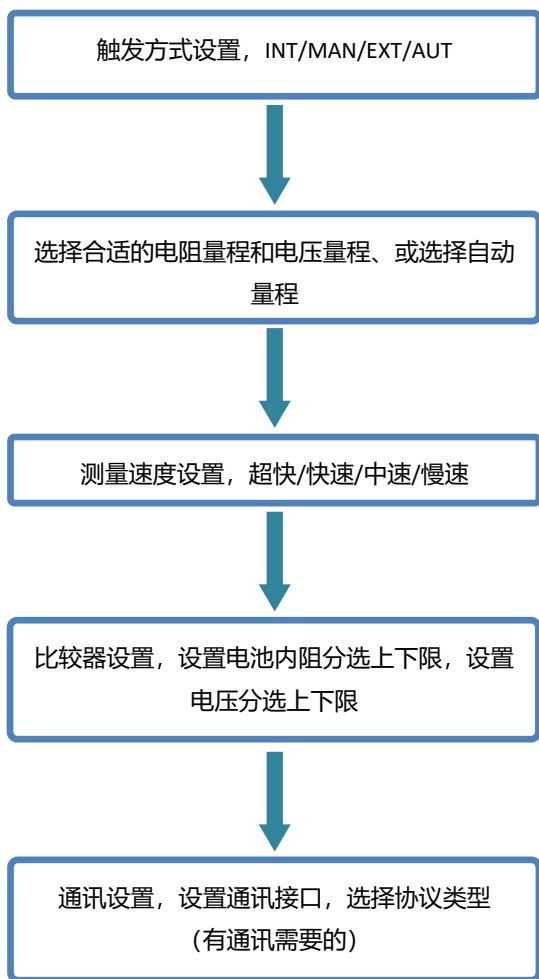 触发方式设置，INT/MAN/EXT/AUT
选择合适的电阻量程和电压量程、或选择自动
量程
测量速度设置，超快/快速/中速/慢速
比较器设置，设置电池内阻分选上下限，设置
电压分选上下限
通讯设置，设置通讯接口，选择协议类型
（有通讯需要的）